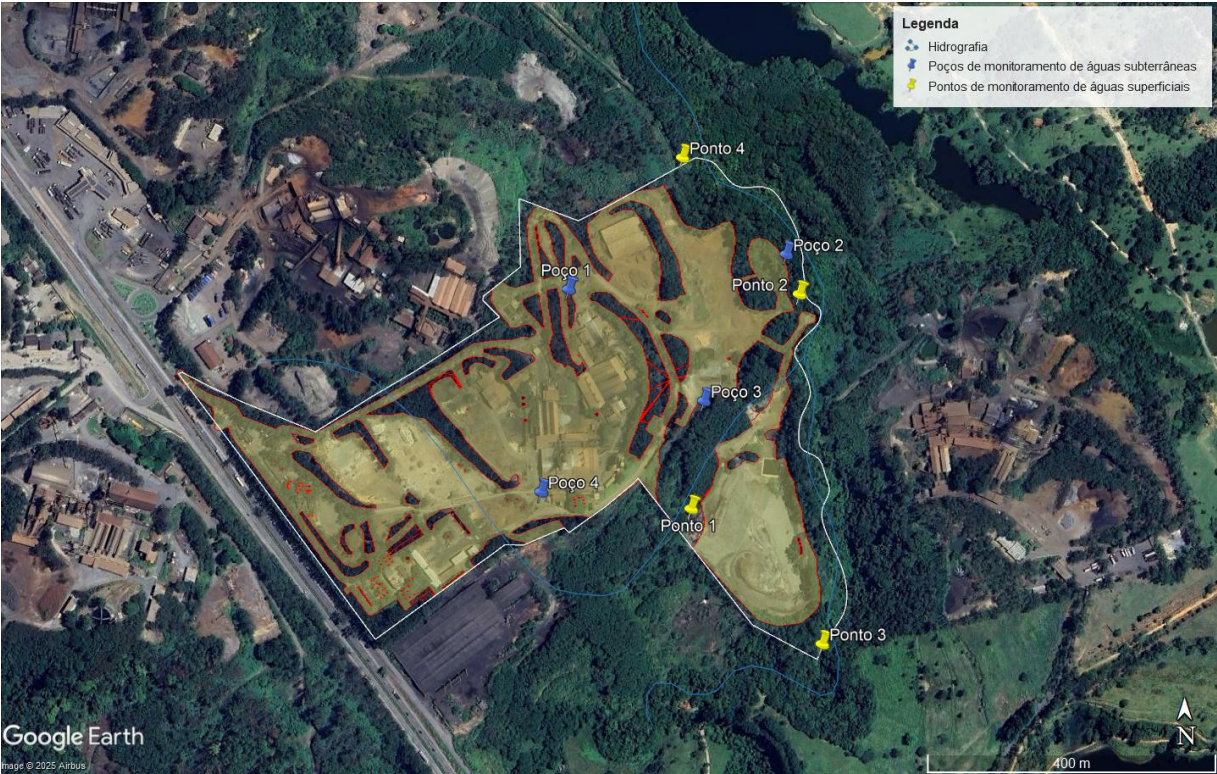 Legenda
Hidrografia
Poços de monitoramento de águas subterrâneas
Pontos de monitoramento de águas superficiais
Ponto 4
Poço 2
Poço 1
Ponto 2
Poço 3
Poço 4
Ponto 1
Ponto 3
Google Earth
N
400 m
mage © 2025 Airbus